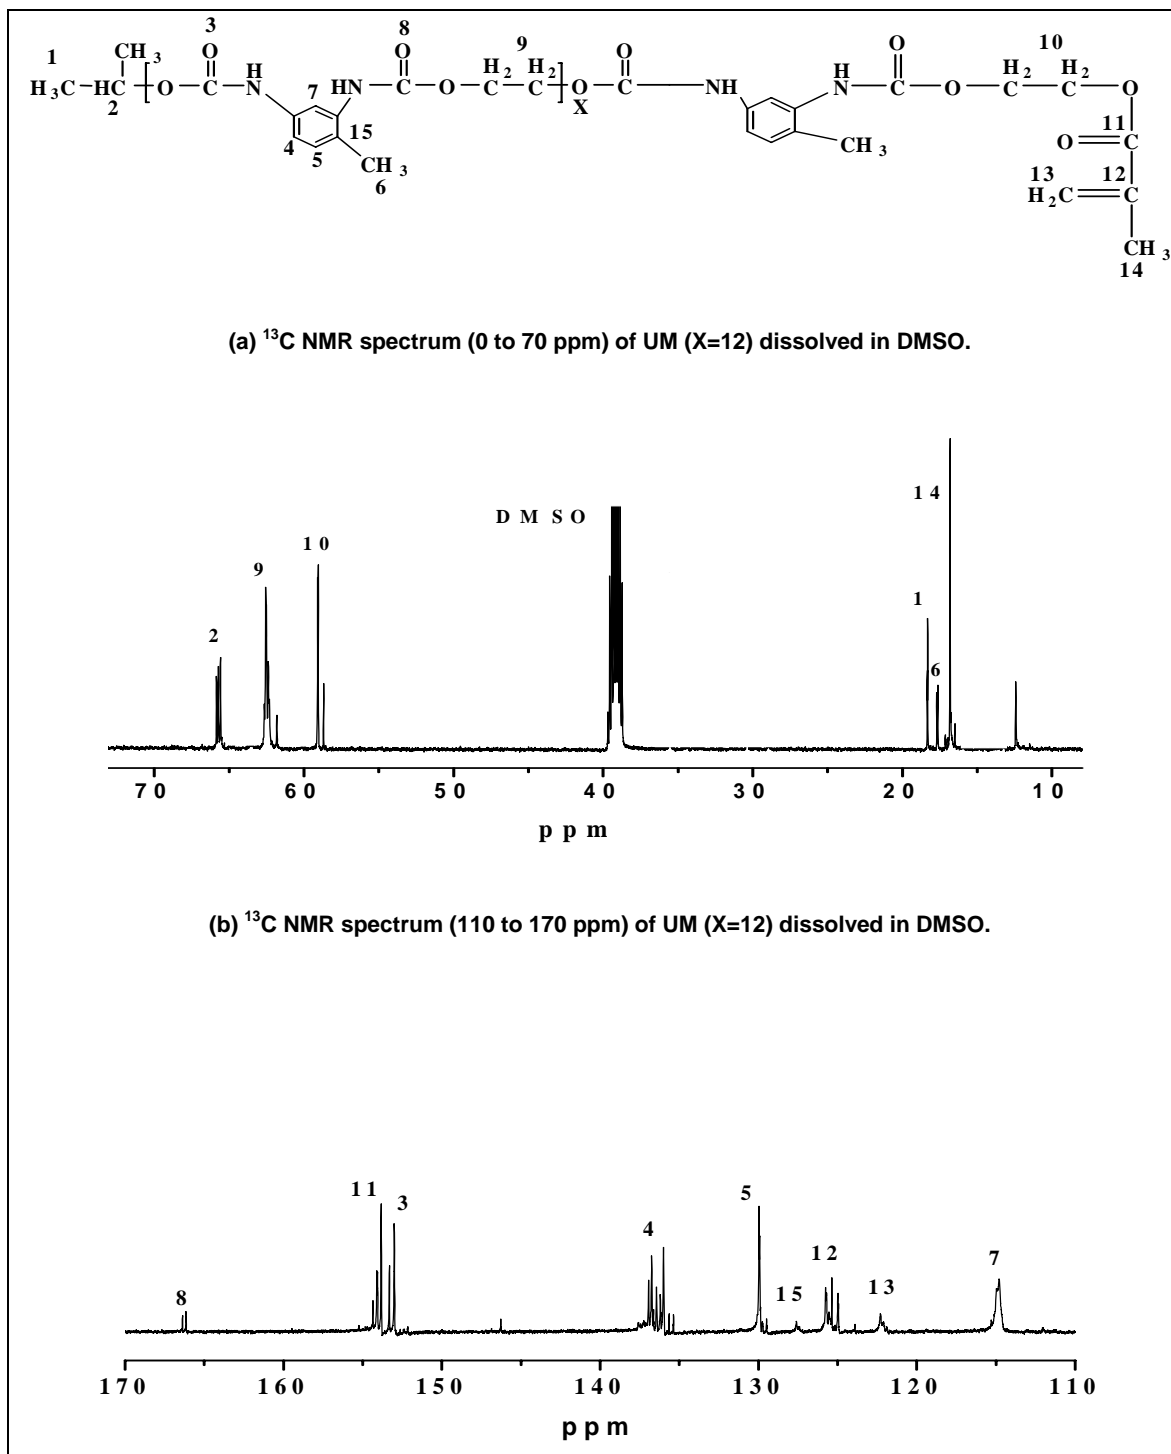 3 8 9 10
1 CH3 O H HN O H2 H2 O H O H2 H2
H3C HC O C N C O C C O C NH N C O C C O
2 7 X 11
4 5 15 CH3 CH3 O C
6 13 12
H2C C
CH3
14
(a) 13C NMR spectrum (0 to 70 ppm) of UM (X=12) dissolved in DMSO.
14
DMSO
10
9
1
2
6
70 60 50 40 30 20 10
ppm
(b) 13C NMR spectrum (110 to 170 ppm) of UM (X=12) dissolved in DMSO.
11 3 5
4 12 7
8 15 13
170 160 150 140 130 120 110
ppm